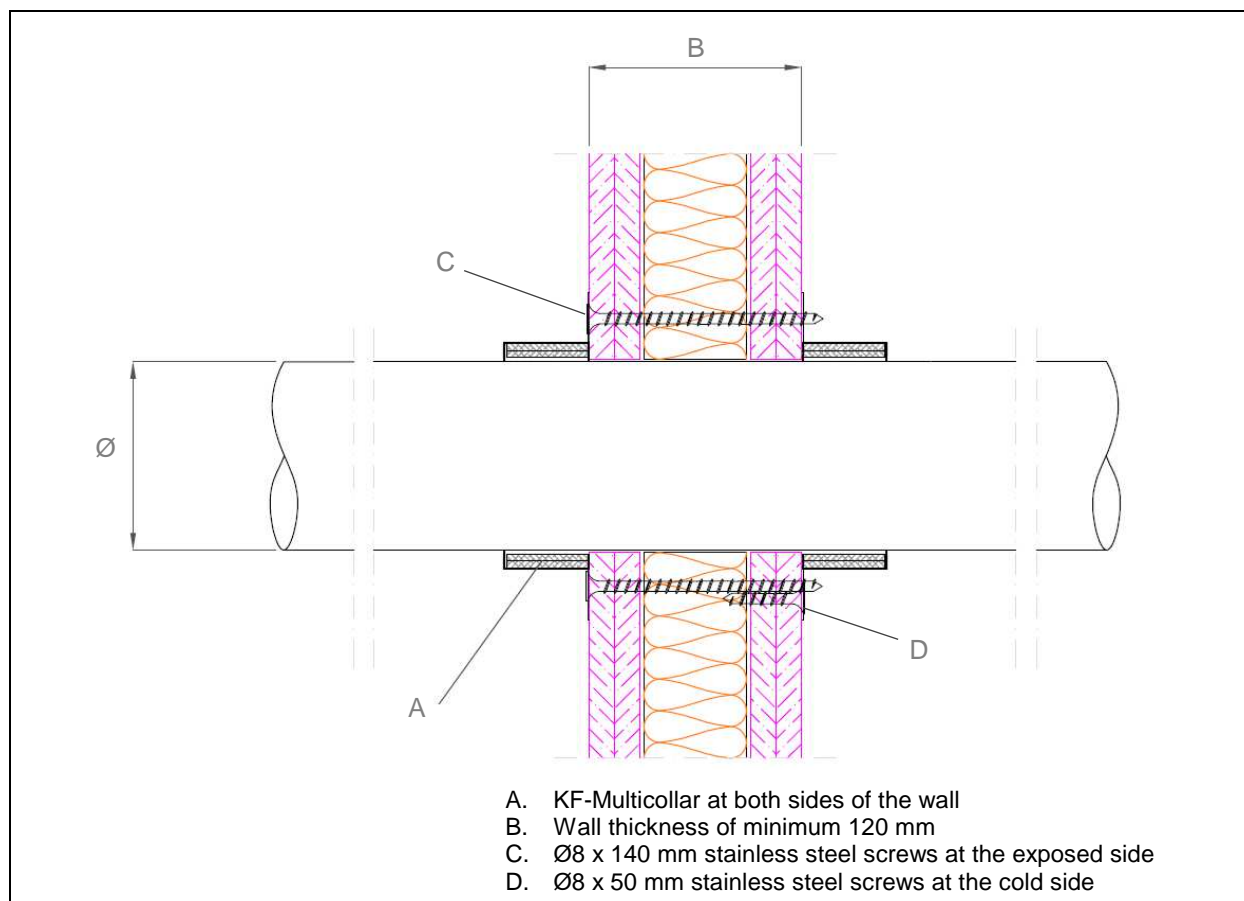 B
C
Ø
D
A
A. KF-Multicollar at both sides of the wall
B. Wall thickness of minimum 120 mm
C. Ø8 x 140 mm stainless steel screws at the exposed side
D. Ø8 x 50 mm stainless steel screws at the cold side